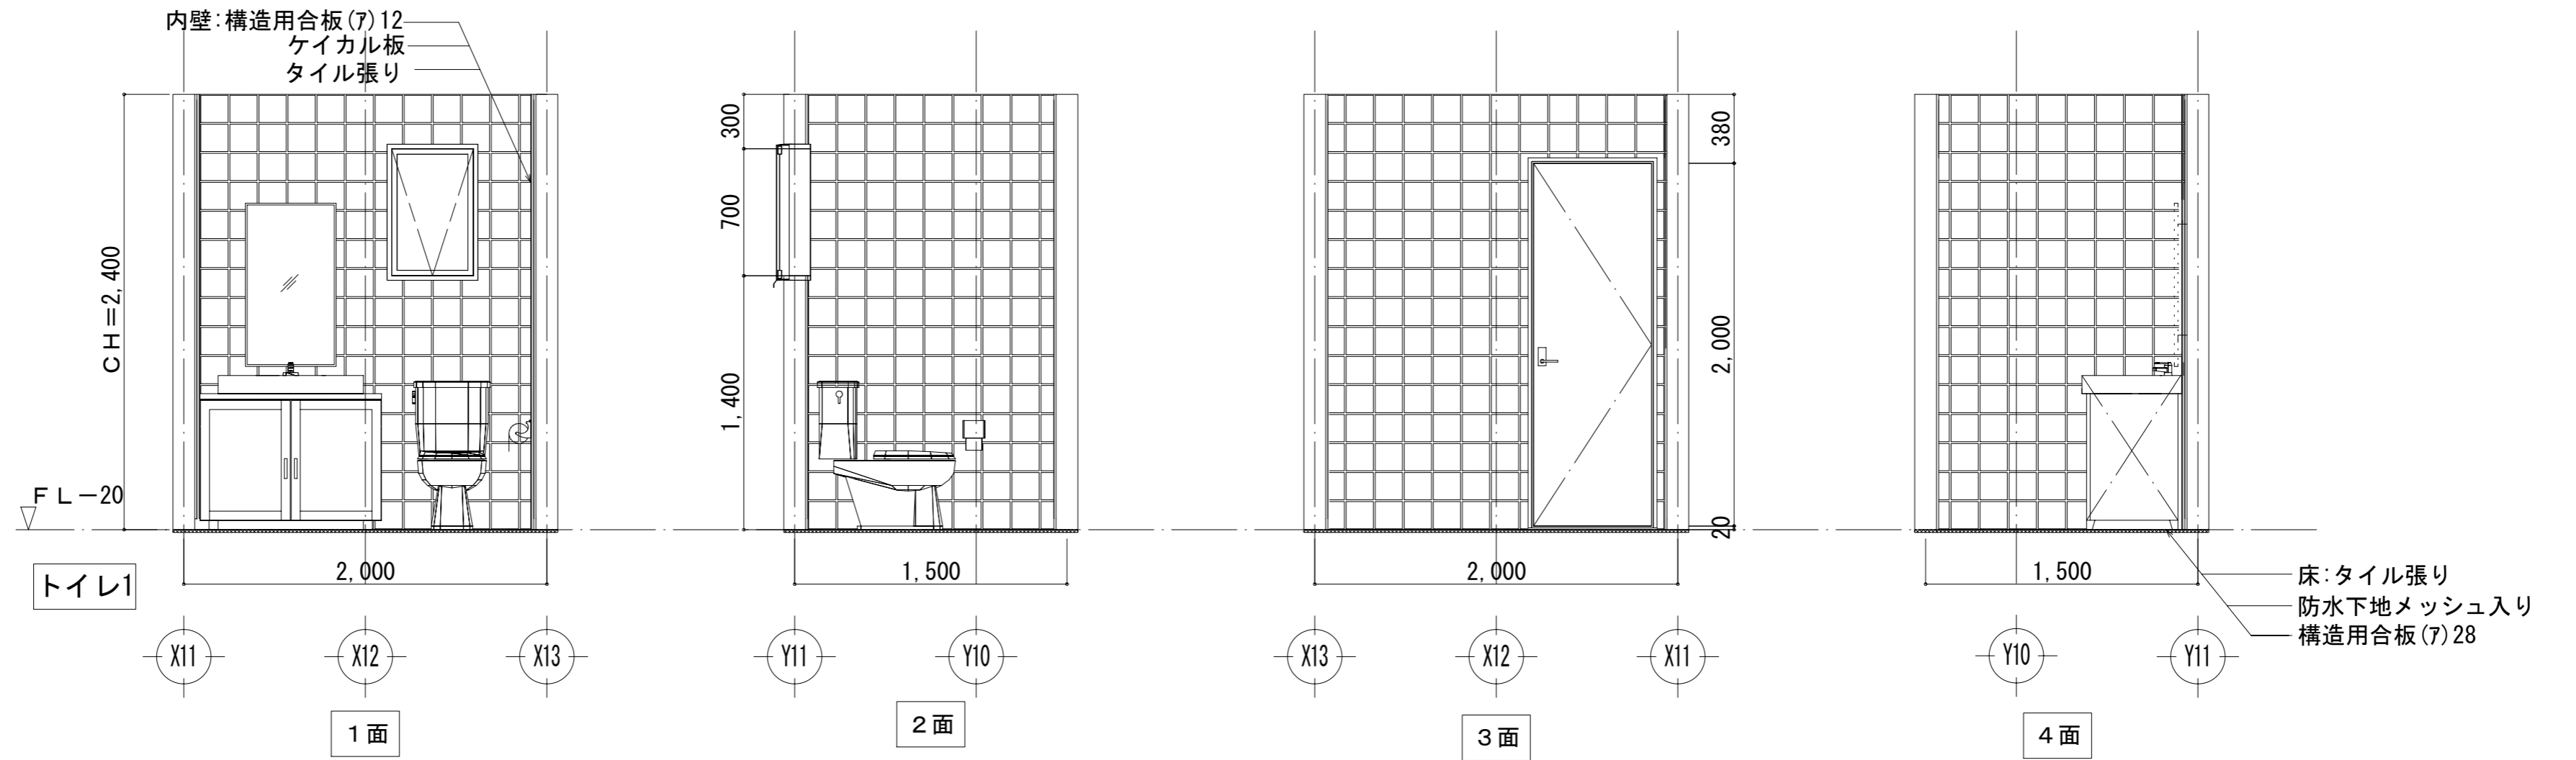 内壁:構造用合板(ｱ)12
ケイカル板
タイル張り
CH=2,400
FL-20
2,000
トイレ1
X11
X12
X13
1面
300
700
1,400
1,500
Y11
Y10
2面
380
2,000
20
2,000
X13
X12
X11
3面
1,500
床:タイル張り
防水下地メッシュ入り
構造用合板(ｱ)28
Y10
Y11
4面